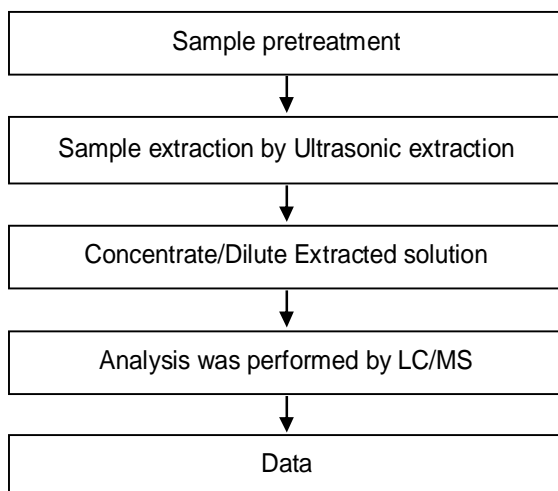 Sample pretreatment
Sample extraction by Ultrasonic extraction
Concentrate/Dilute Extracted solution
Analysis was performed by LC/MS
Data